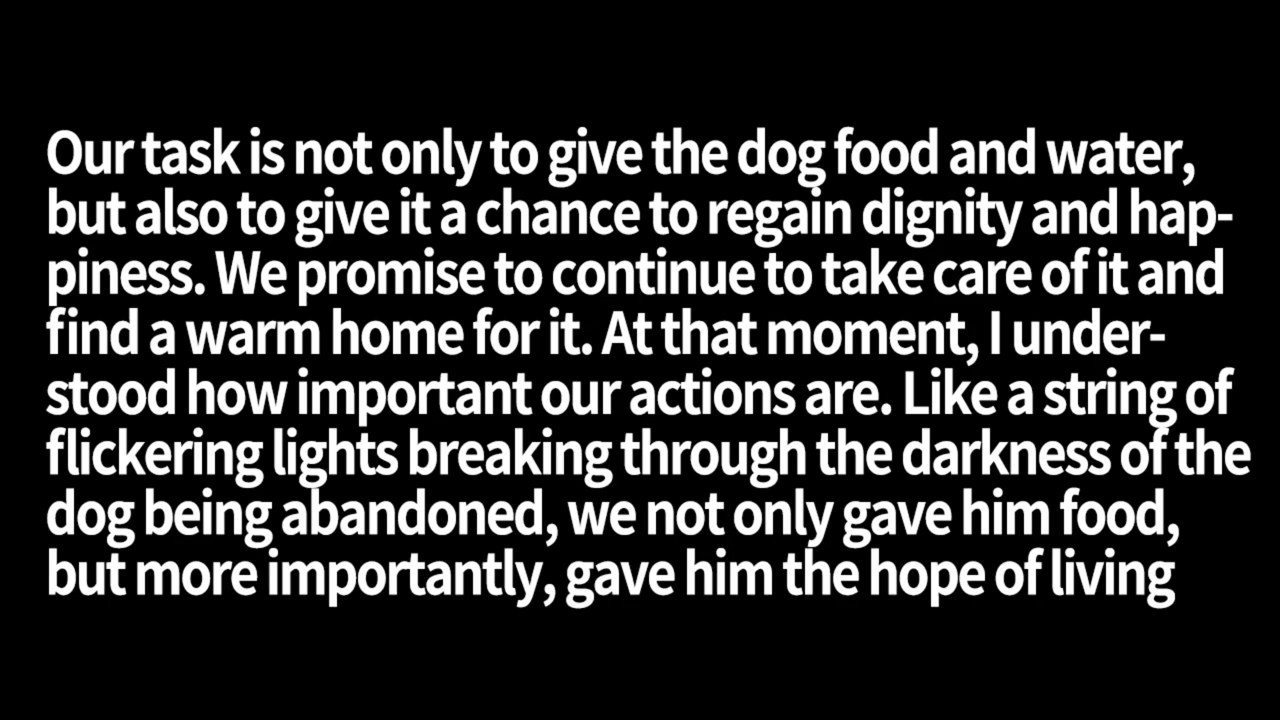 Our task is not only to give the dog food and water,
but also to give it a chance to regain dignity and hap-
piness. We promise to continue to take care of it and
find a warm home for it. At that moment, I under-
stood how important our actions are. Like a string of
flickering lights breaking through the darkness of the
dog being abandoned, we not only gave him food,
but more importantly, gave him the hope of living